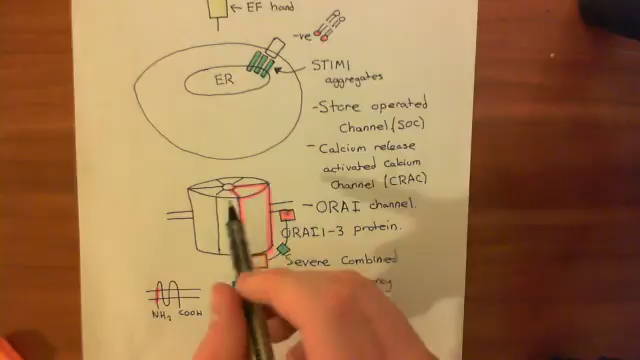 EF hand
-ve
STIM1
aggregates
ER
-Store operated
Channel (SOC)
- Calcium release
activated calcium
Channel (CRAC)
- ORAI channel.
ORAI1-3 protein.
Severe Combined
NH2 COOH